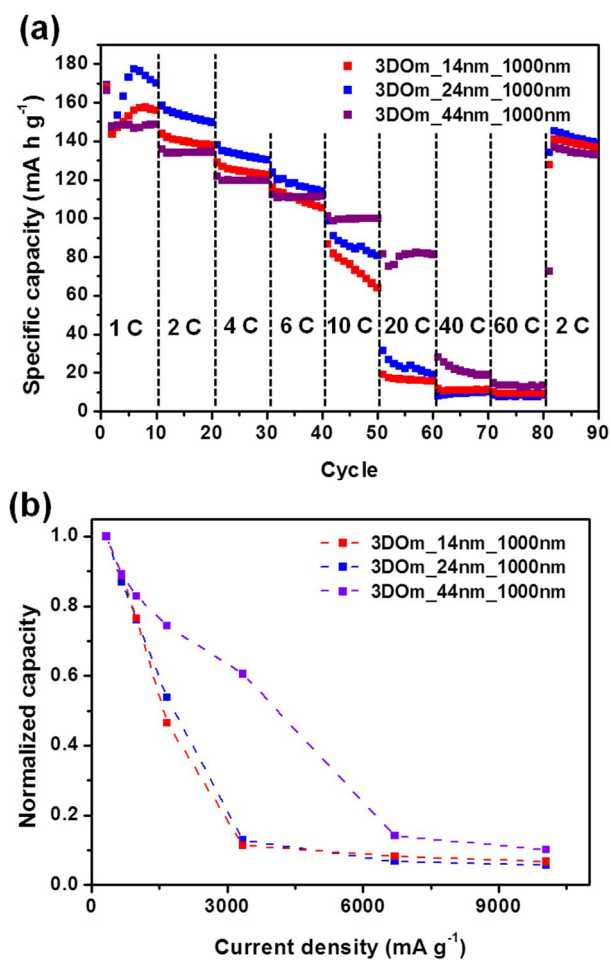 (a)
180
160
140
120
100
80
60
40
20
0
Specific capacity (mA h g⁻¹)
3DOm_14nm_1000nm
3DOm_24nm_1000nm
3DOm_44nm_1000nm
1 C 2 C 4 C 6 C 10 C 20 C 40 C 60 C 2 C
0 10 20 30 40 50 60 70 80 90
Cycle
(b)
1.0
0.8
0.6
0.4
0.2
0.0
Normalized capacity
3DOm_14nm_1000nm
3DOm_24nm_1000nm
3DOm_44nm_1000nm
0 3000 6000 9000
Current density (mA g⁻¹)